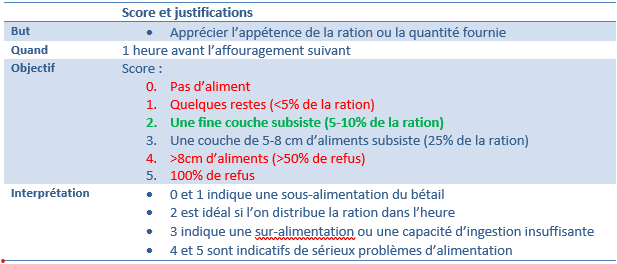 Score et justifications
But • Apprécier l’appétence de la ration ou la quantité fournie
Quand 1 heure avant l’affouragement suivant
Objectif Score :
0. Pas d’aliment
1. Quelques restes (<5% de la ration)
2. Une fine couche subsiste (5-10% de la ration)
3. Une couche de 5-8 cm d’aliments subsiste (25% de la ration)
4. >8cm d’aliments (>50% de refus)
5. 100% de refus
Interprétation • 0 et 1 indique une sous-alimentation du bétail
• 2 est idéal si l’on distribue la ration dans l’heure
• 3 indique une sur-alimentation ou une capacité d’ingestion insuffisante
• 4 et 5 sont indicatifs de sérieux problèmes d’alimentation